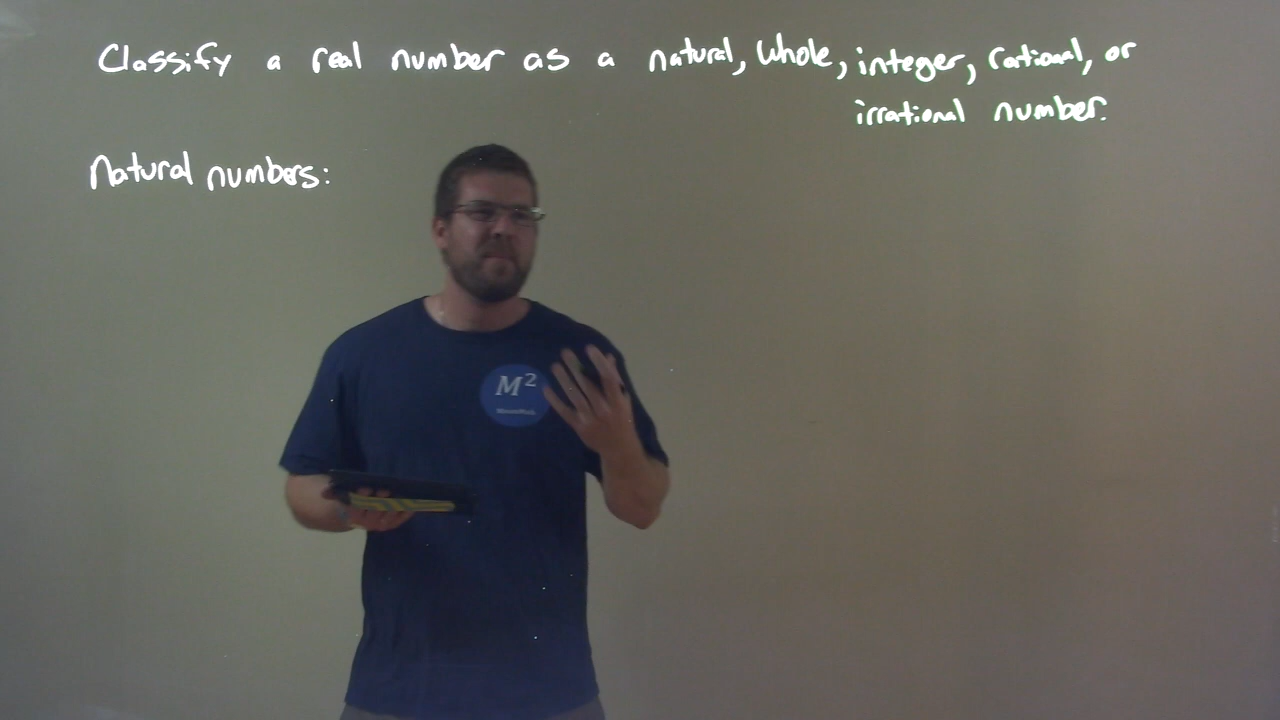 Classify a real number as a natural, whole, integer, rational, or
irrational number.
Natural numbers:
M²